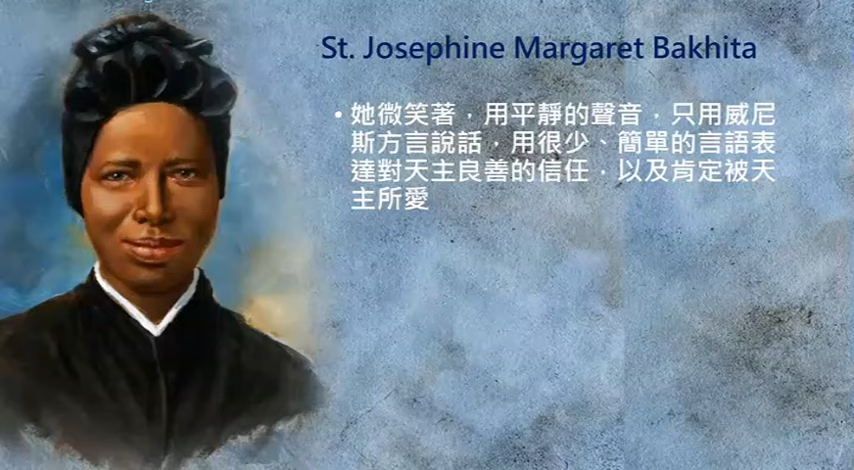 St. Josephine Margaret Bakhita
• 她微笑著，用平靜的聲音，只用威尼
斯方言說話，用很少、簡單的言語表
達對天主良善的信任，以及肯定被天
主所愛